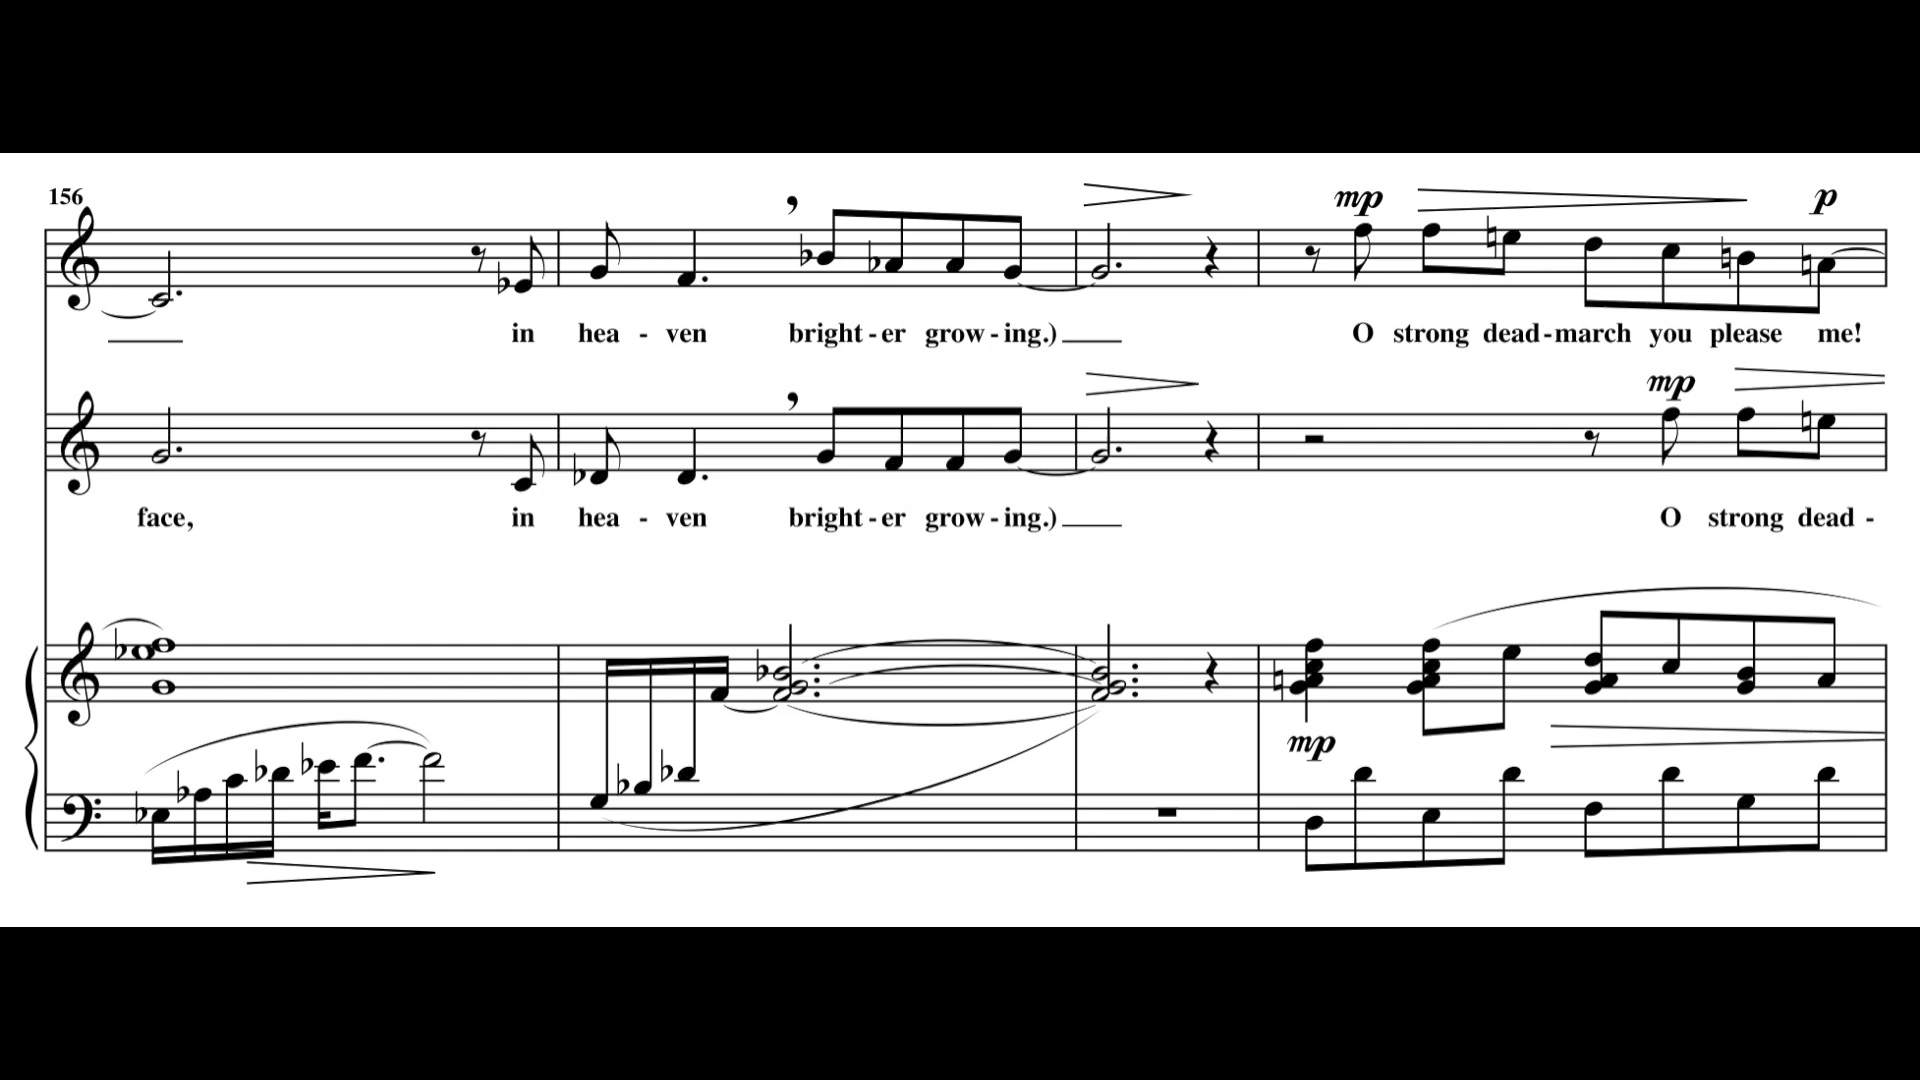 156
mp p
in hea - ven bright - er grow - ing.) O strong dead - march you please me!
mp
face, in hea - ven bright - er grow - ing.) O strong dead -
mp